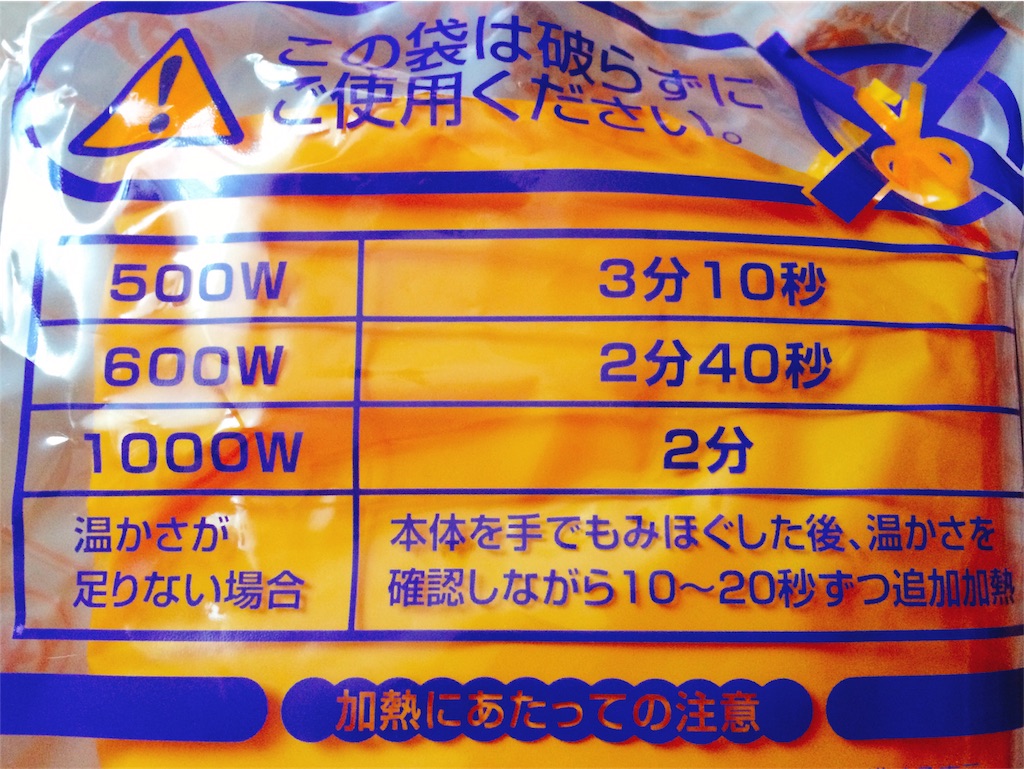 この袋は破らずに
ご使用ください。
500W 3分10秒
600W 2分40秒
1000W 2分
温かさが
足りない場合
本体を手でもみほぐした後、温かさを
確認しながら10〜20秒ずつ追加加熱
加熱にあたっての注意